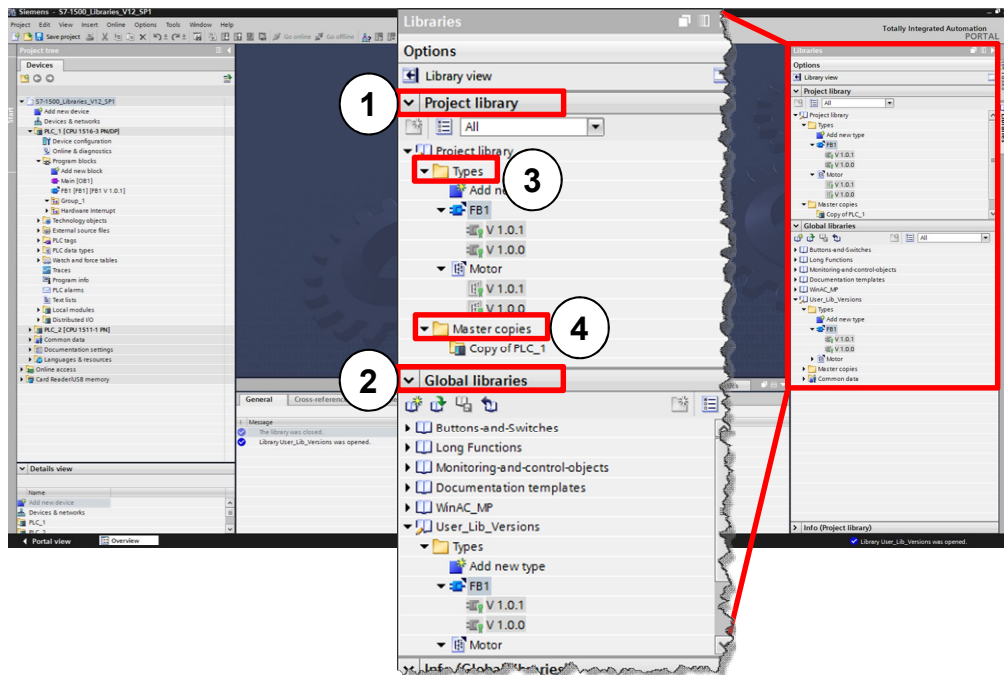 Siemens - S7-1500_Libraries_V12_SP1
Project Edit View Insert Online Options Tools Window Help
Save project
Go online
Go offline
Totally Integrated Automation
PORTAL
Project tree
Devices
S7-1500_Libraries_V12_SP1
Add new device
Devices & networks
PLC_1 [CPU 1516-3 PN/DP]
Device configuration
Online & diagnostics
Program blocks
Add new block
Main [OB1]
FB1 [FB1] [FB1 V 1.0.1]
Group_1
Hardware Interrupt
Technology objects
External source files
PLC tags
PLC data types
Watch and force tables
Traces
Program info
PLC alarms
Text lists
Local modules
Distributed I/O
PLC_2 [CPU 1511-1 PN]
Common data
Documentation settings
Languages & resources
Online access
Card Reader/USB memory
Details view
Name
Add new device
Devices & networks
PLC_1
PLC_2
Portal view
Overview
General
Cross-reference
Message
The library was closed.
Library User_Lib_Versions was opened.
Libraries
Options
Library view
1
Project library
All
Project library
Types
3
Add
FB1
V 1.0.1
V 1.0.0
Motor
V 1.0.1
V 1.0.0
Master copies
4
Copy of PLC_1
2
Global libraries
Buttons-and-Switches
Long Functions
Monitoring-and-control-objects
Documentation templates
WinAC_MP
User_Lib_Versions
Types
Add new type
FB1
V 1.0.1
V 1.0.0
Motor
Info (Global libraries)
Libraries
Options
Library view
Project library
All
Project library
Types
Add new type
FB1
V 1.0.1
V 1.0.0
Motor
V 1.0.1
V 1.0.0
Master copies
Copy of PLC_1
Global libraries
All
Buttons-and-Switches
Long Functions
Monitoring-and-control-objects
Documentation templates
WinAC_MP
User_Lib_Versions
Types
Add new type
FB1
V 1.0.1
V 1.0.0
Motor
Master copies
Common data
Info (Project library)
Library User_Lib_Versions was opened.